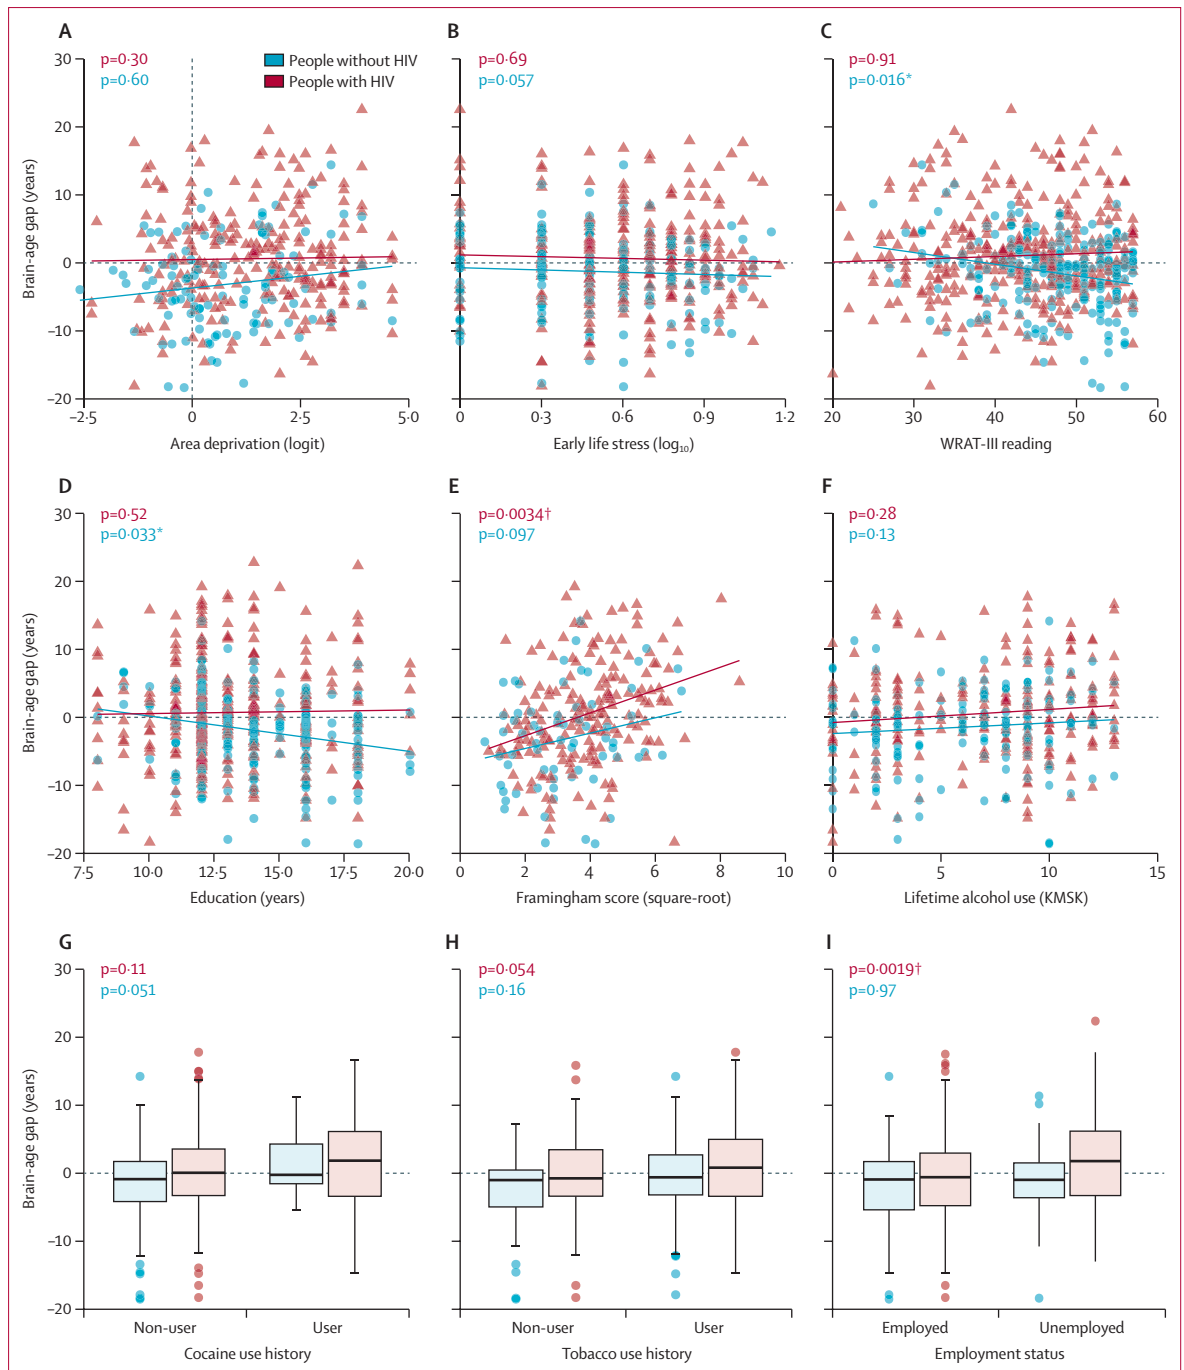 A
p=0·30
p=0·60
People without HIV
People with HIV
30
20
10
0
–10
–20
Brain-age gap (years)
–2·5
0
2·5
5·0
Area deprivation (logit)
B
p=0·69
p=0·057
0
0·3
0·6
0·9
1·2
Early life stress (log10)
C
p=0·91
p=0·016*
20
30
40
50
60
WRAT-III reading
D
p=0·52
p=0·033*
30
20
10
0
–10
–20
Brain-age gap (years)
7·5
10·0
12·5
15·0
17·5
20·0
Education (years)
E
p=0·0034†
p=0·097
0
2
4
6
8
10
Framingham score (square-root)
F
p=0·28
p=0·13
0
5
10
15
Lifetime alcohol use (KMSK)
G
p=0·11
p=0·051
30
20
10
0
–10
–20
Brain-age gap (years)
Non-user
User
Cocaine use history
H
p=0·054
p=0·16
Non-user
User
Tobacco use history
I
p=0·0019†
p=0·97
Employed
Unemployed
Employment status